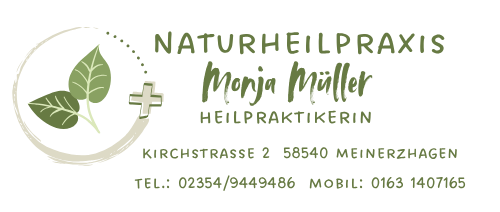 NATURHEILPRAXIS
Monja Müller
HEILPRAKTIKERIN
KIRCHSTRASSE 2 58540 MEINERZHAGEN
TEL.: 02354/9449486 MOBIL: 0163 1407165